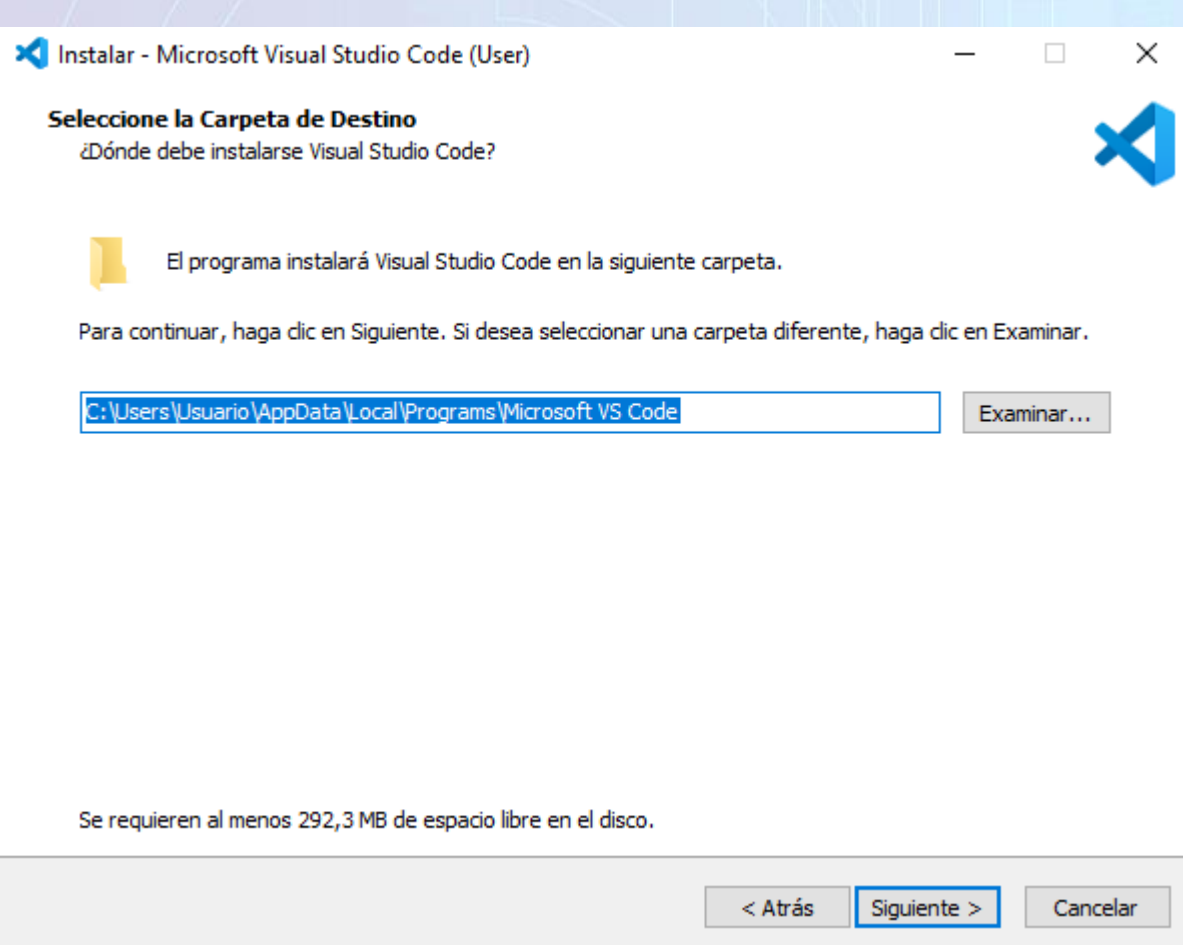 Instalar - Microsoft Visual Studio Code (User)
Seleccione la Carpeta de Destino
¿Dónde debe instalarse Visual Studio Code?
El programa instalará Visual Studio Code en la siguiente carpeta.
Para continuar, haga clic en Siguiente. Si desea seleccionar una carpeta diferente, haga clic en Examinar.
C:\Users\Usuario\AppData\Local\Programs\Microsoft VS Code
Examinar...
Se requieren al menos 292,3 MB de espacio libre en el disco.
< Atrás
Siguiente >
Cancelar